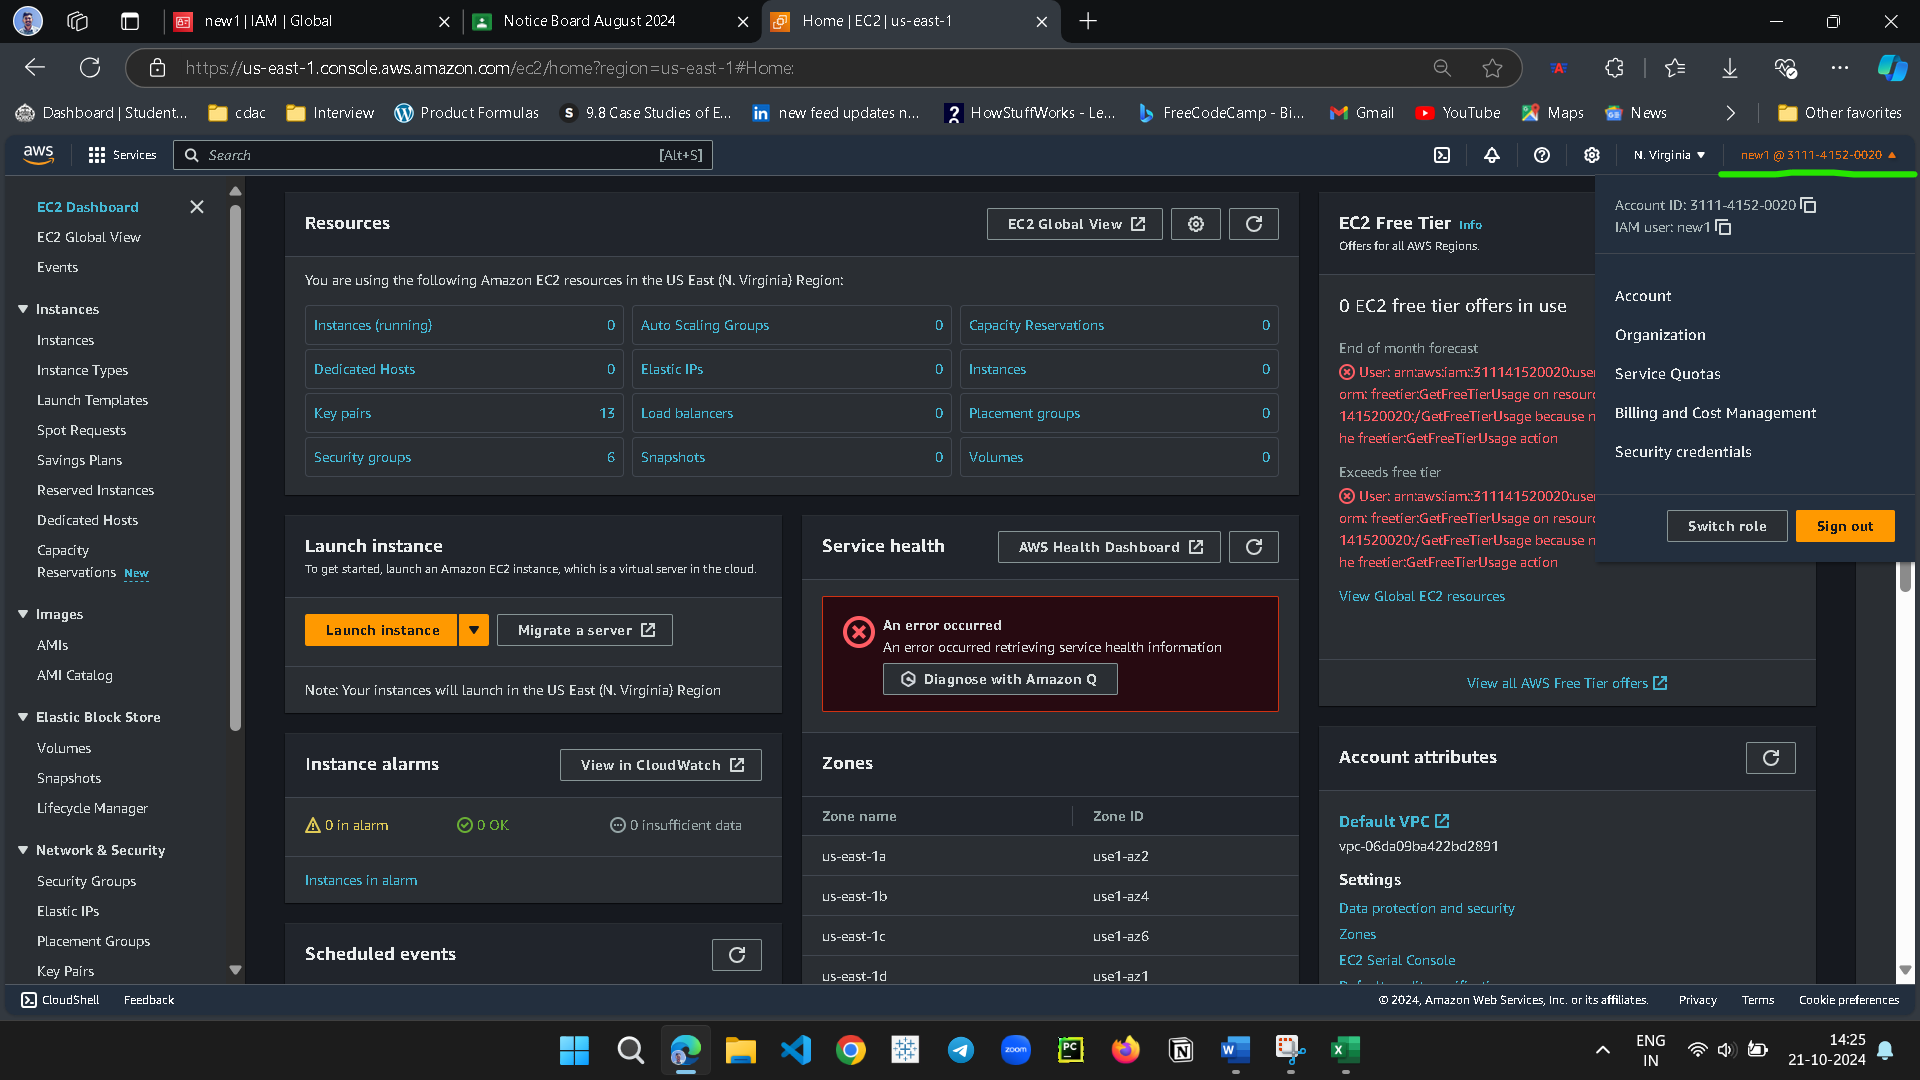 new1 | IAM | Global
Notice Board August 2024
Home | EC2 | us-east-1
https://us-east-1.console.aws.amazon.com/ec2/home?region=us-east-1#Home:
Dashboard | Student...
cdac
Interview
Product Formulas
9.8 Case Studies of E...
new feed updates n...
HowStuffWorks - Le...
FreeCodeCamp - Bi...
Gmail
YouTube
Maps
News
Other favorites
aws
Services
Search
[Alt+S]
N. Virginia
new1 @ 3111-4152-0020
Account ID: 3111-4152-0020
IAM user: new1
Account
Organization
Service Quotas
Billing and Cost Management
Security credentials
Switch role
Sign out
EC2 Dashboard
EC2 Global View
Events
Instances
Instances
Instance Types
Launch Templates
Spot Requests
Savings Plans
Reserved Instances
Dedicated Hosts
Capacity
Reservations New
Images
AMIs
AMI Catalog
Elastic Block Store
Volumes
Snapshots
Lifecycle Manager
Network & Security
Security Groups
Elastic IPs
Placement Groups
Key Pairs
Resources
EC2 Global View
You are using the following Amazon EC2 resources in the US East (N. Virginia) Region:
Instances (running) 0
Auto Scaling Groups 0
Capacity Reservations 0
Dedicated Hosts 0
Elastic IPs 0
Instances 0
Key pairs 13
Load balancers 0
Placement groups 0
Security groups 6
Snapshots 0
Volumes 0
Launch instance
To get started, launch an Amazon EC2 instance, which is a virtual server in the cloud.
Launch instance
Migrate a server
Note: Your instances will launch in the US East (N. Virginia) Region
Instance alarms
View in CloudWatch
0 in alarm
0 OK
0 insufficient data
Instances in alarm
Scheduled events
Service health
AWS Health Dashboard
An error occurred
An error occurred retrieving service health information
Diagnose with Amazon Q
Zones
Zone name Zone ID
us-east-1a use1-az2
us-east-1b use1-az4
us-east-1c use1-az6
us-east-1d use1-az1
EC2 Free Tier Info
Offers for all AWS Regions.
0 EC2 free tier offers in use
End of month forecast
User: arn:aws:iam::311141520020:user
orm: freetier:GetFreeTierUsage on resourc
141520020:/GetFreeTierUsage because n
he freetier:GetFreeTierUsage action
Exceeds free tier
User: arn:aws:iam::311141520020:user
orm: freetier:GetFreeTierUsage on resourc
141520020:/GetFreeTierUsage because n
he freetier:GetFreeTierUsage action
View Global EC2 resources
View all AWS Free Tier offers
Account attributes
Default VPC
vpc-06da09ba422bd2891
Settings
Data protection and security
Zones
EC2 Serial Console
CloudShell
Feedback
© 2024, Amazon Web Services, Inc. or its affiliates.
Privacy
Terms
Cookie preferences
zoom
PC
ENG
IN
14:25
21-10-2024